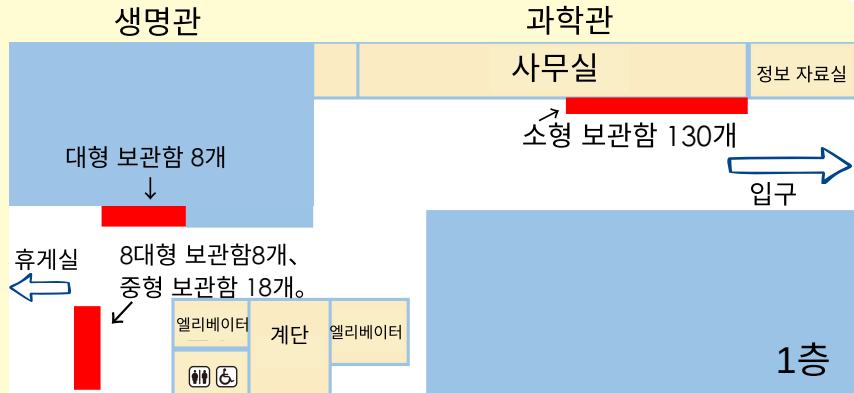 생명관
과학관
사무실
정보 자료실
소형 보관함 130개
대형 보관함 8개
입구
휴게실
8대형 보관함8개、
중형 보관함 18개。
엘리베이터
계단
엘리베이터
1층